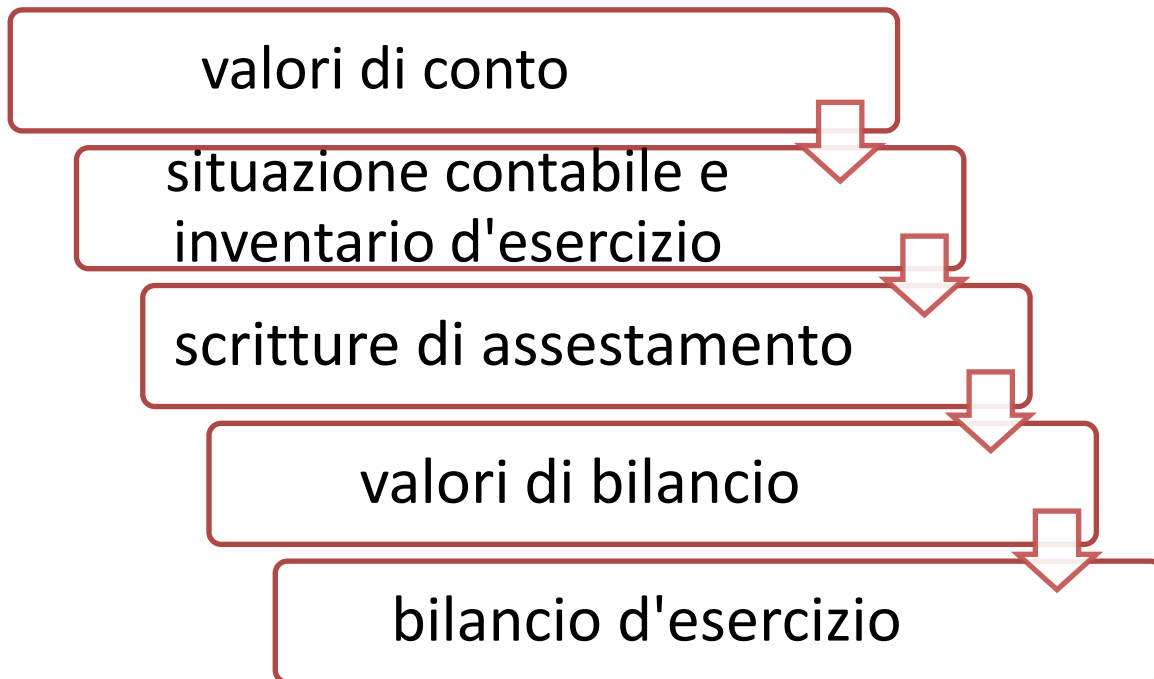 valori di conto
situazione contabile e
inventario d'esercizio
scritture di assestamento
valori di bilancio
bilancio d'esercizio